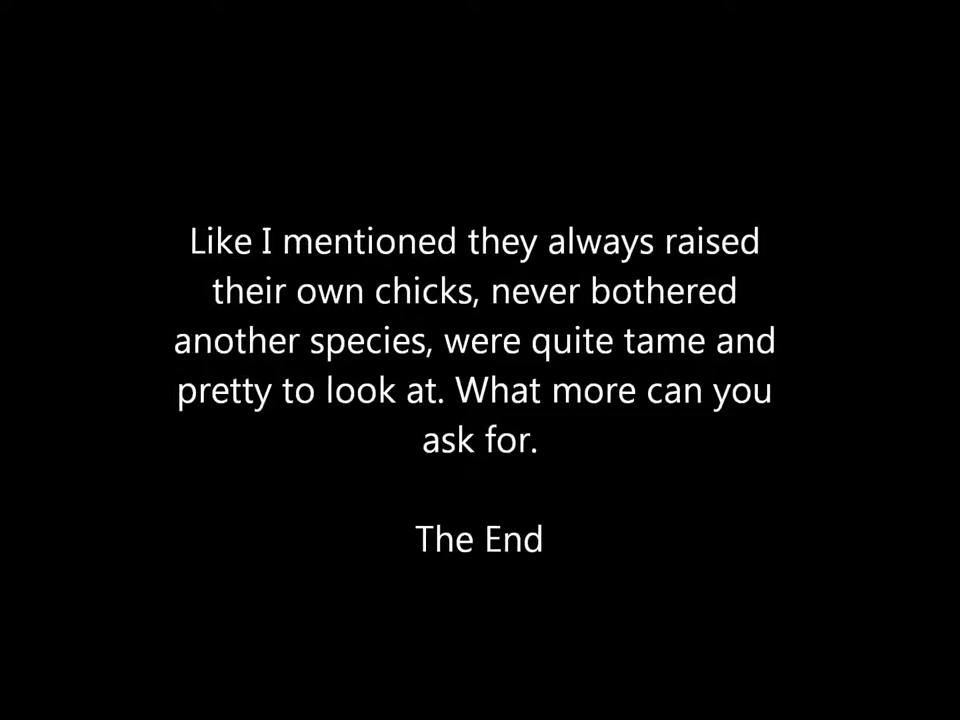 Like I mentioned they always raised
their own chicks, never bothered
another species, were quite tame and
pretty to look at. What more can you
ask for.
The End